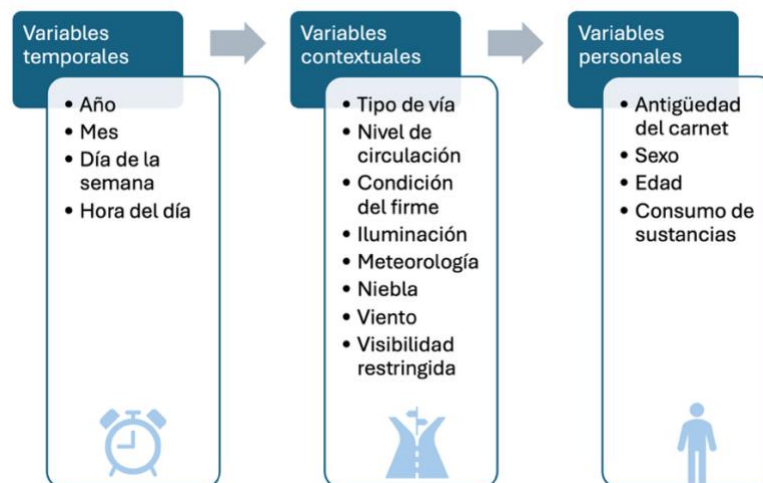 Variables
temporales
• Año
• Mes
• Día de la
semana
• Hora del día
Variables
contextuales
• Tipo de vía
• Nivel de
circulación
• Condición
del firme
• Iluminación
• Meteorología
• Niebla
• Viento
• Visibilidad
restringida
Variables
personales
• Antigüedad
del carnet
• Sexo
• Edad
• Consumo de
sustancias